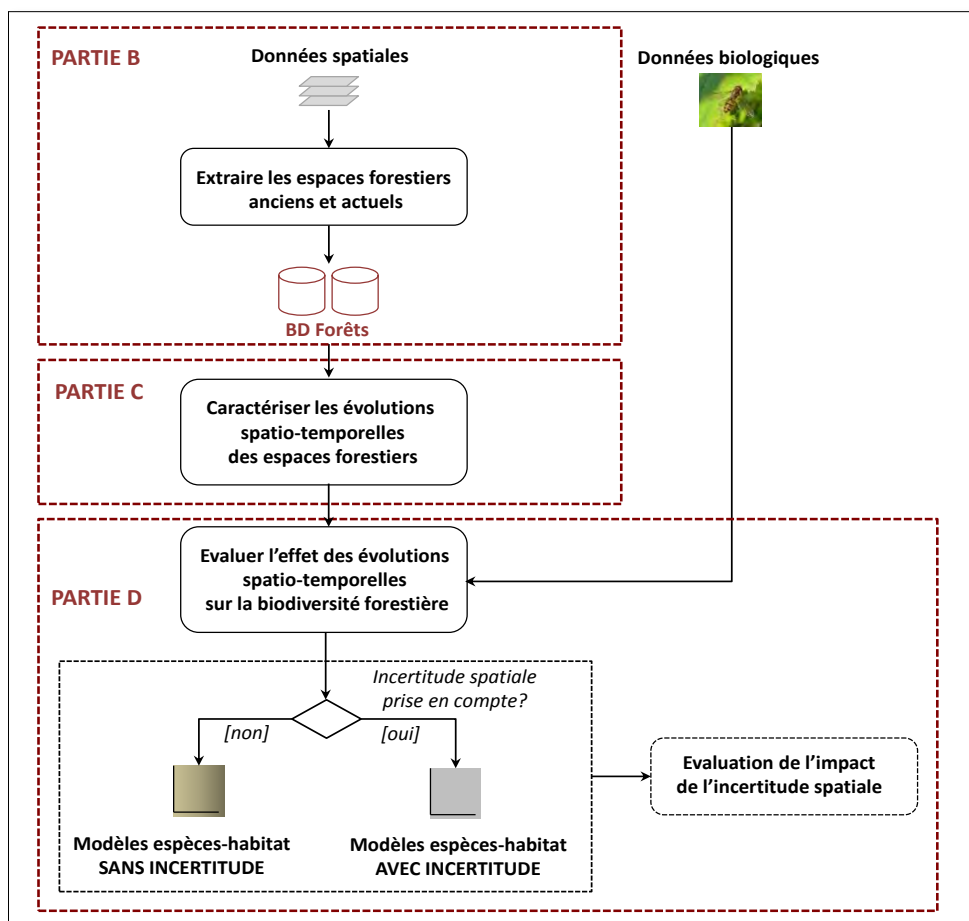 PARTIE B
Données spatiales
Données biologiques
Extraire les espaces forestiers
anciens et actuels
BD Forêts
PARTIE C
Caractériser les évolutions
spatio-temporelles
des espaces forestiers
PARTIE D
Evaluer l’effet des évolutions
spatio-temporelles
sur la biodiversité forestière
Incertitude spatiale
prise en compte?
[non]
[oui]
Modèles espèces-habitat
SANS INCERTITUDE
Modèles espèces-habitat
AVEC INCERTITUDE
Evaluation de l’impact
de l’incertitude spatiale